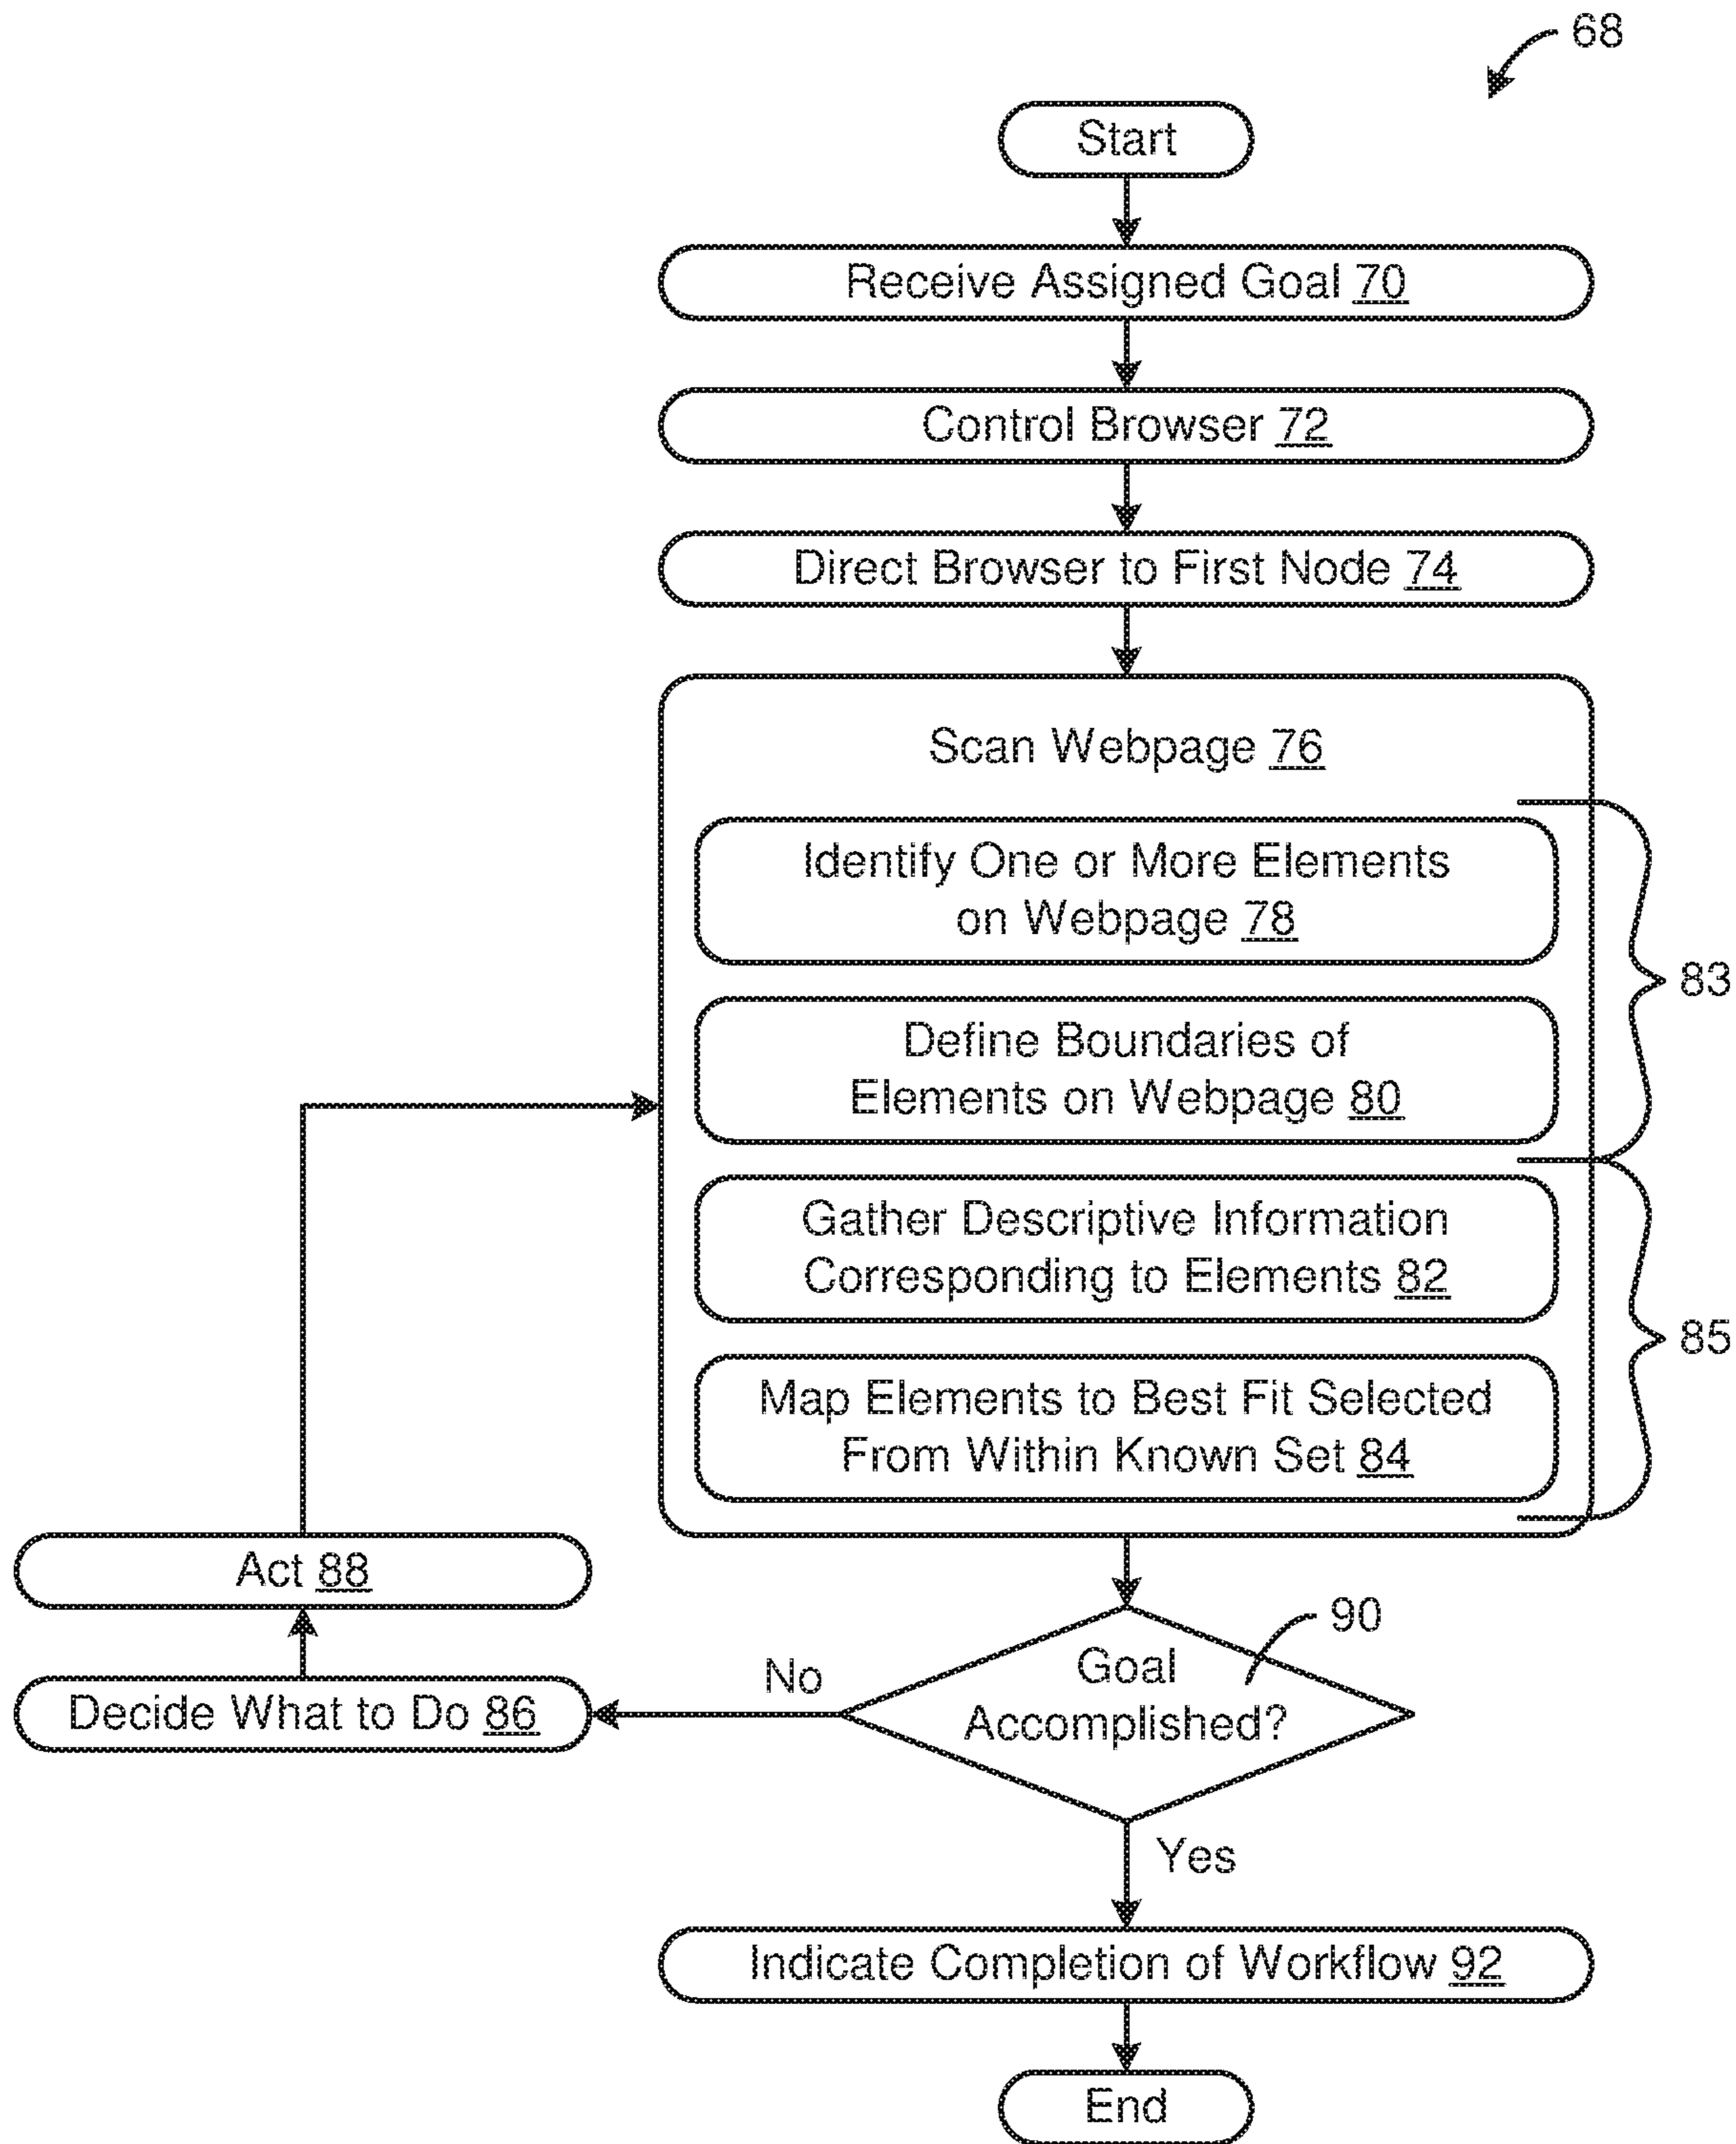 68
Start
Receive Assigned Goal 70
Control Browser 72
Direct Browser to First Node 74
Scan Webpage 76
Identify One or More Elements
on Webpage 78
83
Define Boundaries of
Elements on Webpage 80
Gather Descriptive Information
Corresponding to Elements 82
85
Map Elements to Best Fit Selected
From Within Known Set 84
Act 88
90
Goal
Accomplished?
No
Decide What to Do 86
Yes
Indicate Completion of Workflow 92
End